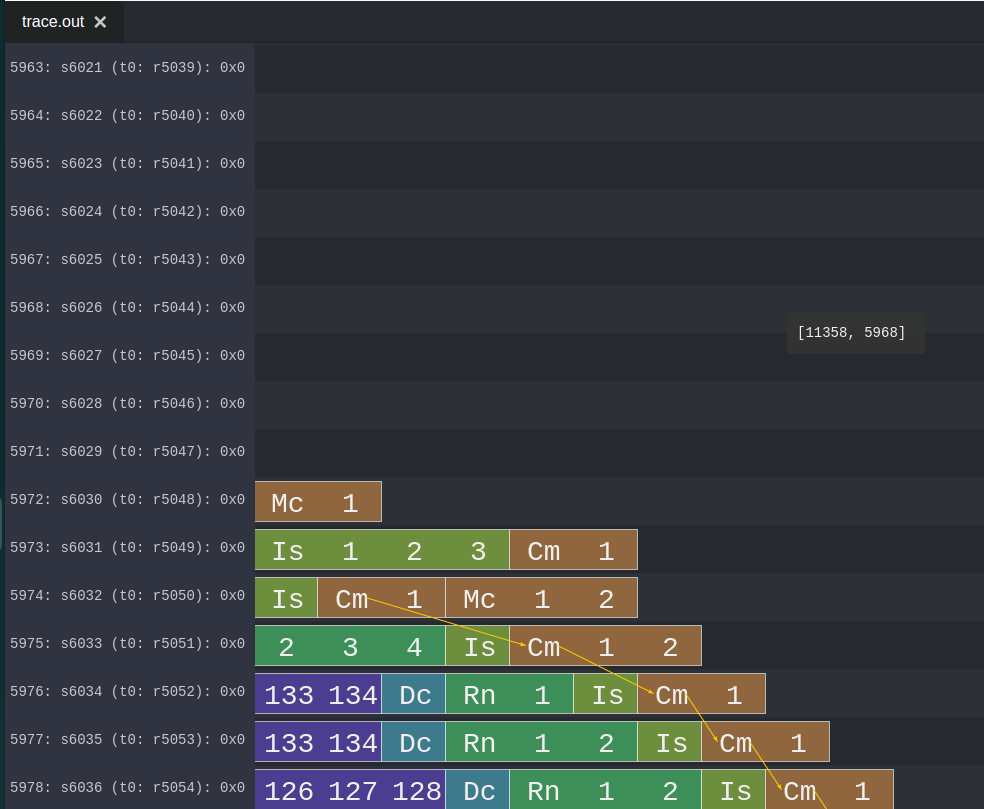 trace.out ×
5963: s6021 (t0: r5039): 0x0
5964: s6022 (t0: r5040): 0x0
5965: s6023 (t0: r5041): 0x0
5966: s6024 (t0: r5042): 0x0
5967: s6025 (t0: r5043): 0x0
5968: s6026 (t0: r5044): 0x0
[11358, 5968]
5969: s6027 (t0: r5045): 0x0
5970: s6028 (t0: r5046): 0x0
5971: s6029 (t0: r5047): 0x0
5972: s6030 (t0: r5048): 0x0 Mc 1
5973: s6031 (t0: r5049): 0x0 Is 1 2 3 Cm 1
5974: s6032 (t0: r5050): 0x0 Is Cm 1 Mc 1 2
5975: s6033 (t0: r5051): 0x0 2 3 4 Is Cm 1 2
5976: s6034 (t0: r5052): 0x0 133 134 Dc Rn 1 Is Cm 1
5977: s6035 (t0: r5053): 0x0 133 134 Dc Rn 1 2 Is Cm 1
5978: s6036 (t0: r5054): 0x0 126 127 128 Dc Rn 1 2 Is Cm 1